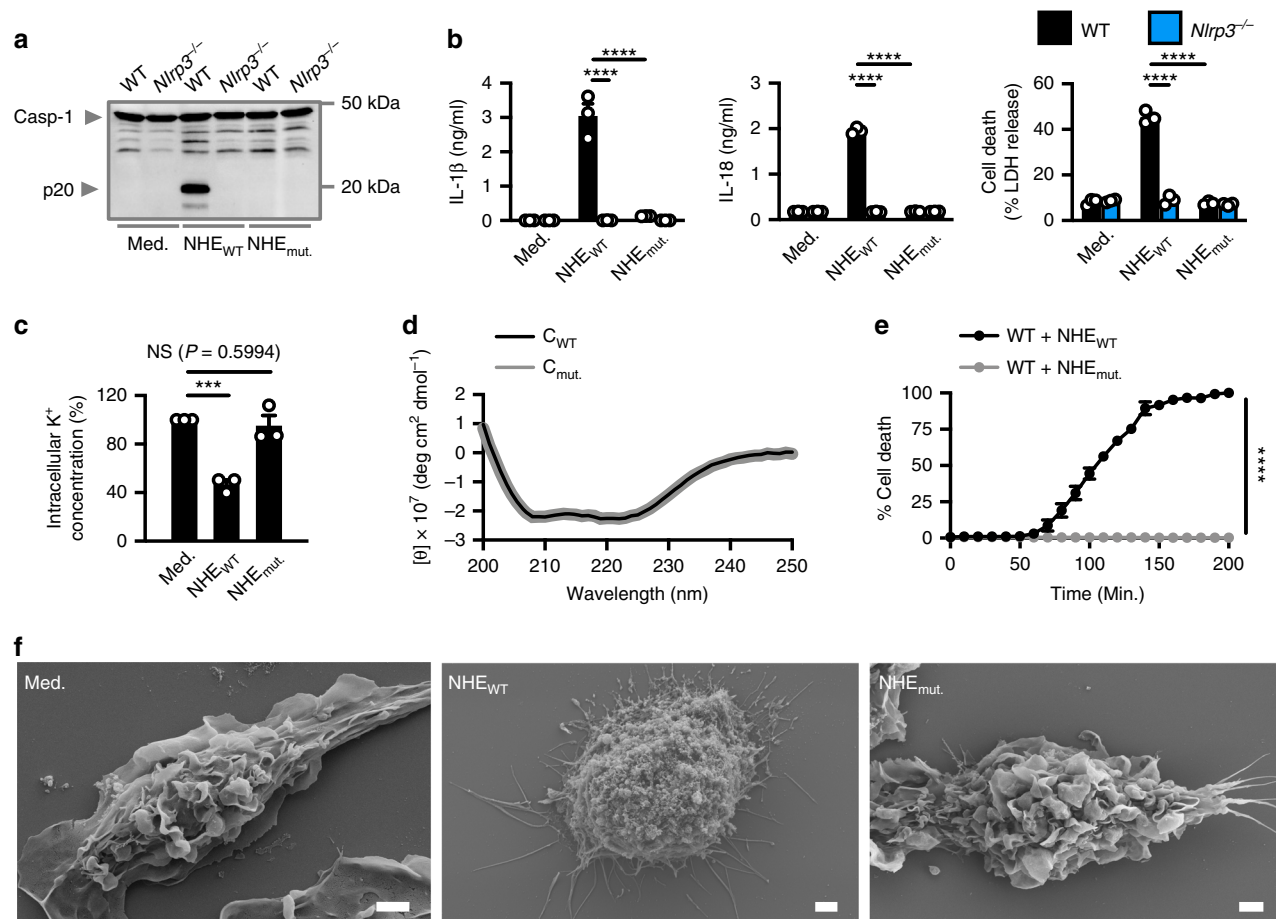 a
WT
Nlrp3–/–
WT
Nlrp3–/–
WT
Nlrp3–/–
Casp-1
50 kDa
p20
20 kDa
Med.
NHEWT
NHEmut.
b
WT
Nlrp3–/–
IL-1β (ng/ml)
4
3
2
1
0
****
****
Med.
NHEWT
NHEmut.
IL-18 (ng/ml)
3
2
1
0
****
****
Med.
NHEWT
NHEmut.
Cell death
(% LDH release)
60
40
20
0
****
****
Med.
NHEWT
NHEmut.
c
NS (P = 0.5994)
***
Intracellular K+
concentration (%)
120
80
40
0
Med.
NHEWT
NHEmut.
d
CWT
Cmut.
[θ] × 10⁷ (deg cm² dmol⁻¹)
2
1
0
–1
–2
–3
200
210
220
230
240
250
Wavelength (nm)
e
WT + NHEWT
WT + NHEmut.
% Cell death
100
75
50
25
0
0
50
100
150
200
Time (Min.)
****
f
Med.
NHEWT
NHEmut.